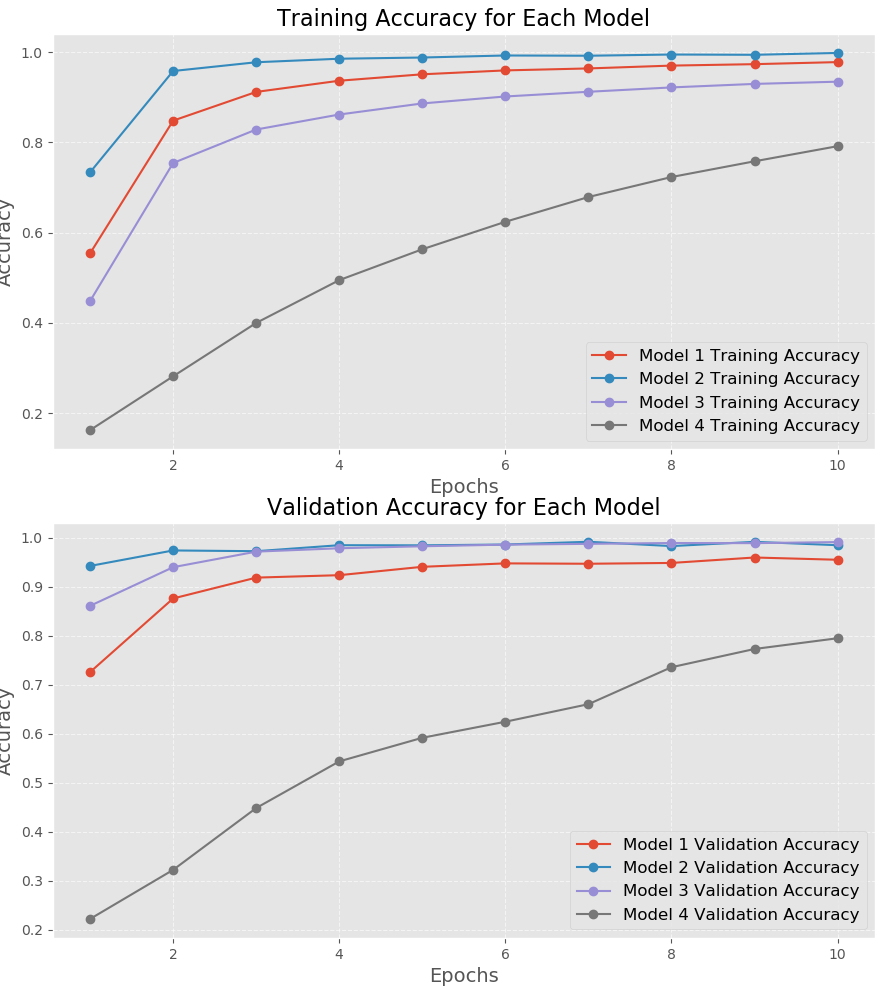 Training Accuracy for Each Model
1.0
0.8
0.6
0.4
0.2
Accuracy
Model 1 Training Accuracy
Model 2 Training Accuracy
Model 3 Training Accuracy
Model 4 Training Accuracy
2 4 6 8 10
Epochs
Validation Accuracy for Each Model
1.0
0.9
0.8
0.7
0.6
0.5
0.4
0.3
0.2
Accuracy
Model 1 Validation Accuracy
Model 2 Validation Accuracy
Model 3 Validation Accuracy
Model 4 Validation Accuracy
2 4 6 8 10
Epochs